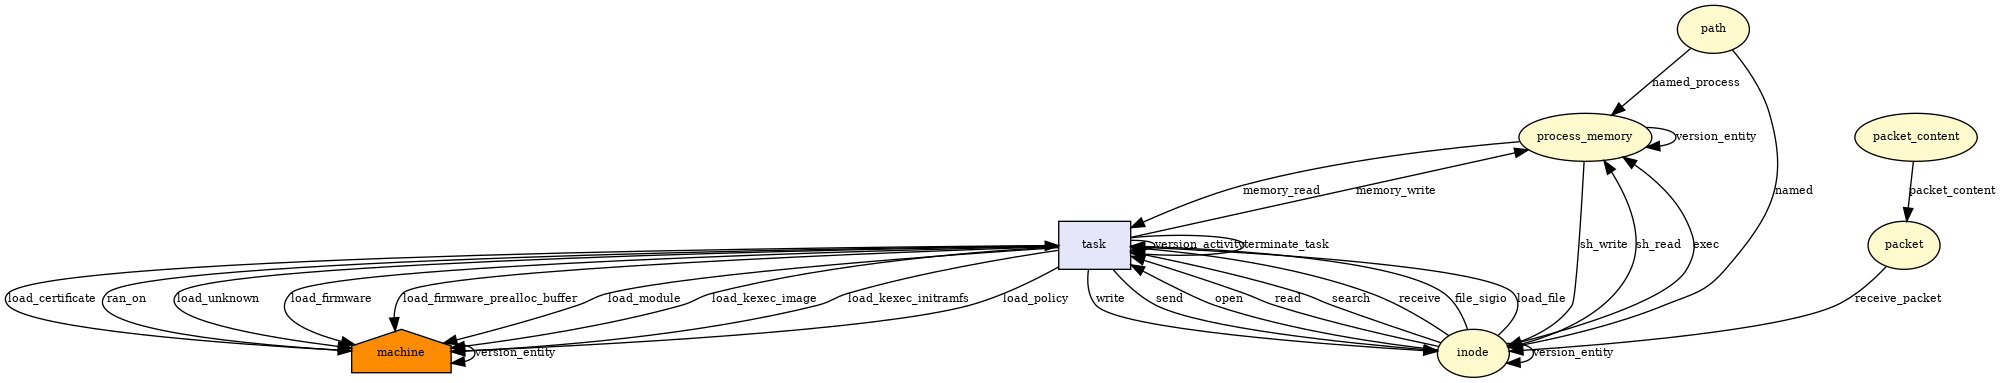 path
named_process
process_memory
version_entity
packet_content
memory_read
memory_write
named
packet_content
task
version_activity
terminate_task
sh_write
sh_read
exec
packet
load_certificate
ran_on
load_unknown
load_firmware
load_firmware_prealloc_buffer
load_module
load_kexec_image
load_kexec_initramfs
load_policy
write
send
open
read
search
receive
file_sigio
load_file
receive_packet
machine
version_entity
inode
version_entity